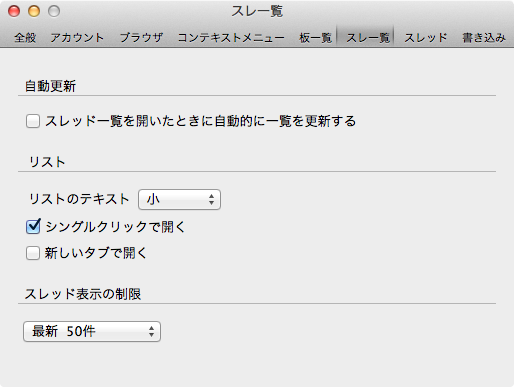 スレ一覧
全般 アカウント ブラウザ コンテキストメニュー 板一覧 スレ一覧 スレッド 書き込み
自動更新
スレッド一覧を開いたときに自動的に一覧を更新する
リスト
リストのテキスト 小
シングルクリックで開く
新しいタブで開く
スレッド表示の制限
最新 50件